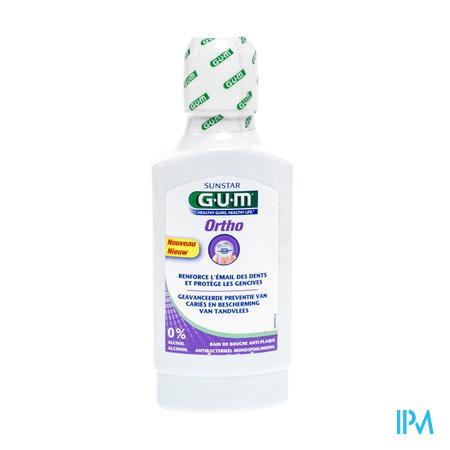 G·U·M
G·U·M
G·U·M
SUNSTAR
G·U·M
HEALTHY GUMS. HEALTHY LIFE.®
Ortho
Nouveau
Nieuw
RENFORCE L'ÉMAIL DES DENTS
ET PROTÈGE LES GENCIVES
GEAVANCEERDE PREVENTIE VAN
CARIËS EN BESCHERMING
VAN TANDVLEES
0%
ALCOOL
ALCOHOL
BAIN DE BOUCHE ANTI-PLAQUE
ANTIBACTERIEEL MONDSPOELMIDDEL
IPM